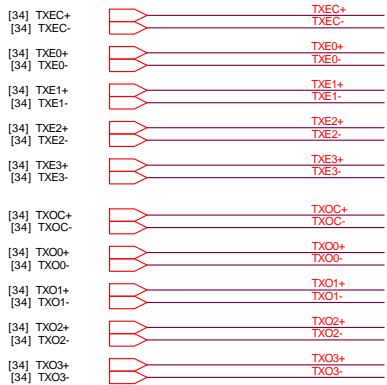 [34] TXEC+ TXEC+
[34] TXEC- TXEC-
[34] TXE0+ TXE0+
[34] TXE0- TXE0-
[34] TXE1+ TXE1+
[34] TXE1- TXE1-
[34] TXE2+ TXE2+
[34] TXE2- TXE2-
[34] TXE3+ TXE3+
[34] TXE3- TXE3-
[34] TXOC+ TXOC+
[34] TXOC- TXOC-
[34] TXO0+ TXO0+
[34] TXO0- TXO0-
[34] TXO1+ TXO1+
[34] TXO1- TXO1-
[34] TXO2+ TXO2+
[34] TXO2- TXO2-
[34] TXO3+ TXO3+
[34] TXO3- TXO3-